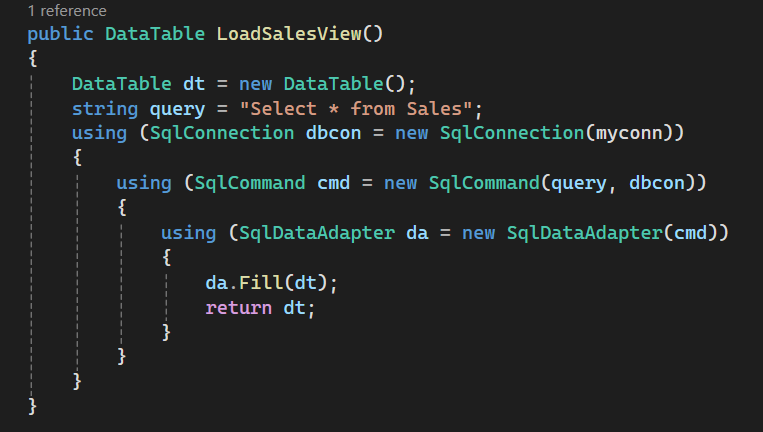 1 reference
public DataTable LoadSalesView()
{
DataTable dt = new DataTable();
string query = "Select * from Sales";
using (SqlConnection dbcon = new SqlConnection(myconn))
{
using (SqlCommand cmd = new SqlCommand(query, dbcon))
{
using (SqlDataAdapter da = new SqlDataAdapter(cmd))
{
da.Fill(dt);
return dt;
}
}
}
}